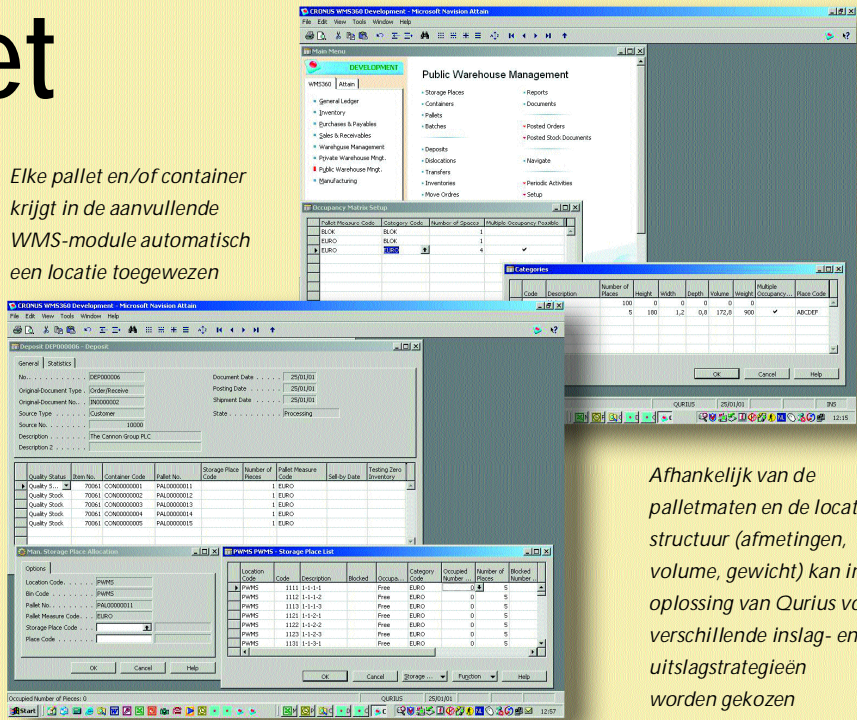 et
Elke pallet en/of container
krijgt in de aanvullende
WMS-module automatisch
een locatie toegewezen
CRONUS WMS360 Development - Microsoft Navision Attain
File Edit View Tools Window Help
Main Menu
DEVELOPMENT
WMS360 Attain
General Ledger
Inventory
Purchases & Payables
Sales & Receivables
Warehouse Management
Private Warehouse Mngt.
Public Warehouse Mngt.
Manufacturing
Public Warehouse Management
Storage Places
Containers
Pallets
Batches
Deposits
Dislocations
Transfers
Inventories
Move Ordres
Reports
Documents
Posted Orders
Posted Stock Documents
Navigate
Periodic Activities
Setup
Occupancy Matrix Setup
Pallet Measure Code Category Code Number of Spaces Multiple Occupancy Possible
BLOK BLOK 1
EURO BLOK 1
EURO EURO 4
Categories
Code Description Number of Places Height Width Depth Volume Weight Multiple Occupancy... Place Code
100 0 0 0 0 0
5 180 1,2 0,8 172,8 900 ABCDEF
OK Cancel Help
QURIUS 25/01/01 INS
12:15
CRONUS WMS360 Development - Microsoft Navision Attain
File Edit View Tools Window Help
Deposit DEP000006 - Deposit
General Statistics
No. . . . . . . . . . . . DEP000006
Original-Document Type . Order/Receive
Original-Document No. . . IN0000002
Source Type . . . . . . . Customer
Source No. . . . . . . . . 10000
Description . . . . . . . . The Cannon Group PLC
Description 2 . . . . . . .
Document Date . . . . . 25/01/01
Posting Date . . . . . . 25/01/01
Shipment Date . . . . . 25/01/01
State . . . . . . . . . . Processing
Quality Status Item No. Container Code Pallet No. Storage Place Code Number of Pieces Pallet Measure Code Sell-by Date Testing Zero Inventory
Quality S... 70061 CON00000001 PAL00000011 1 EURO
Quality Stock 70061 CON00000002 PAL00000012 1 EURO
Quality Stock 70061 CON00000003 PAL00000013 1 EURO
Quality Stock 70061 CON00000004 PAL00000014 1 EURO
Quality Stock 70061 CON00000005 PAL00000015 1 EURO
Man. Storage Place Allocation
Options
Location Code. . . . . . PWMS
Bin Code . . . . . . . . PWMS
Pallet No. . . . . . . . . PAL00000011
Pallet Measure Code . . EURO
Storage Place Code . . .
Place Code . . . . . . .
OK Cancel Help
PWMS PWMS - Storage Place List
Location Code Code Description Blocked Occupa... Category Code Occupied Number ... Number of Places Blocked Number ...
PWMS 1111 1-1-1-1 Free EURO 0 5
PWMS 1112 1-1-1-2 Free EURO 0 5
PWMS 1113 1-1-1-3 Free EURO 0 5
PWMS 1121 1-1-2-1 Free EURO 0 5
PWMS 1122 1-1-2-2 Free EURO 0 5
PWMS 1123 1-1-2-3 Free EURO 0 5
PWMS 1131 1-1-3-1 Free EURO 0 5
OK Cancel Storage ... Function Help
Occupied Number of Pieces: 0
QURIUS 25/01/01
Start 12:57
Afhankelijk van de
palletmaten en de locat
structuur (afmetingen,
volume, gewicht) kan in
oplossing van Qurius vo
verschillende inslag- en
uitslagstrategieën
worden gekozen